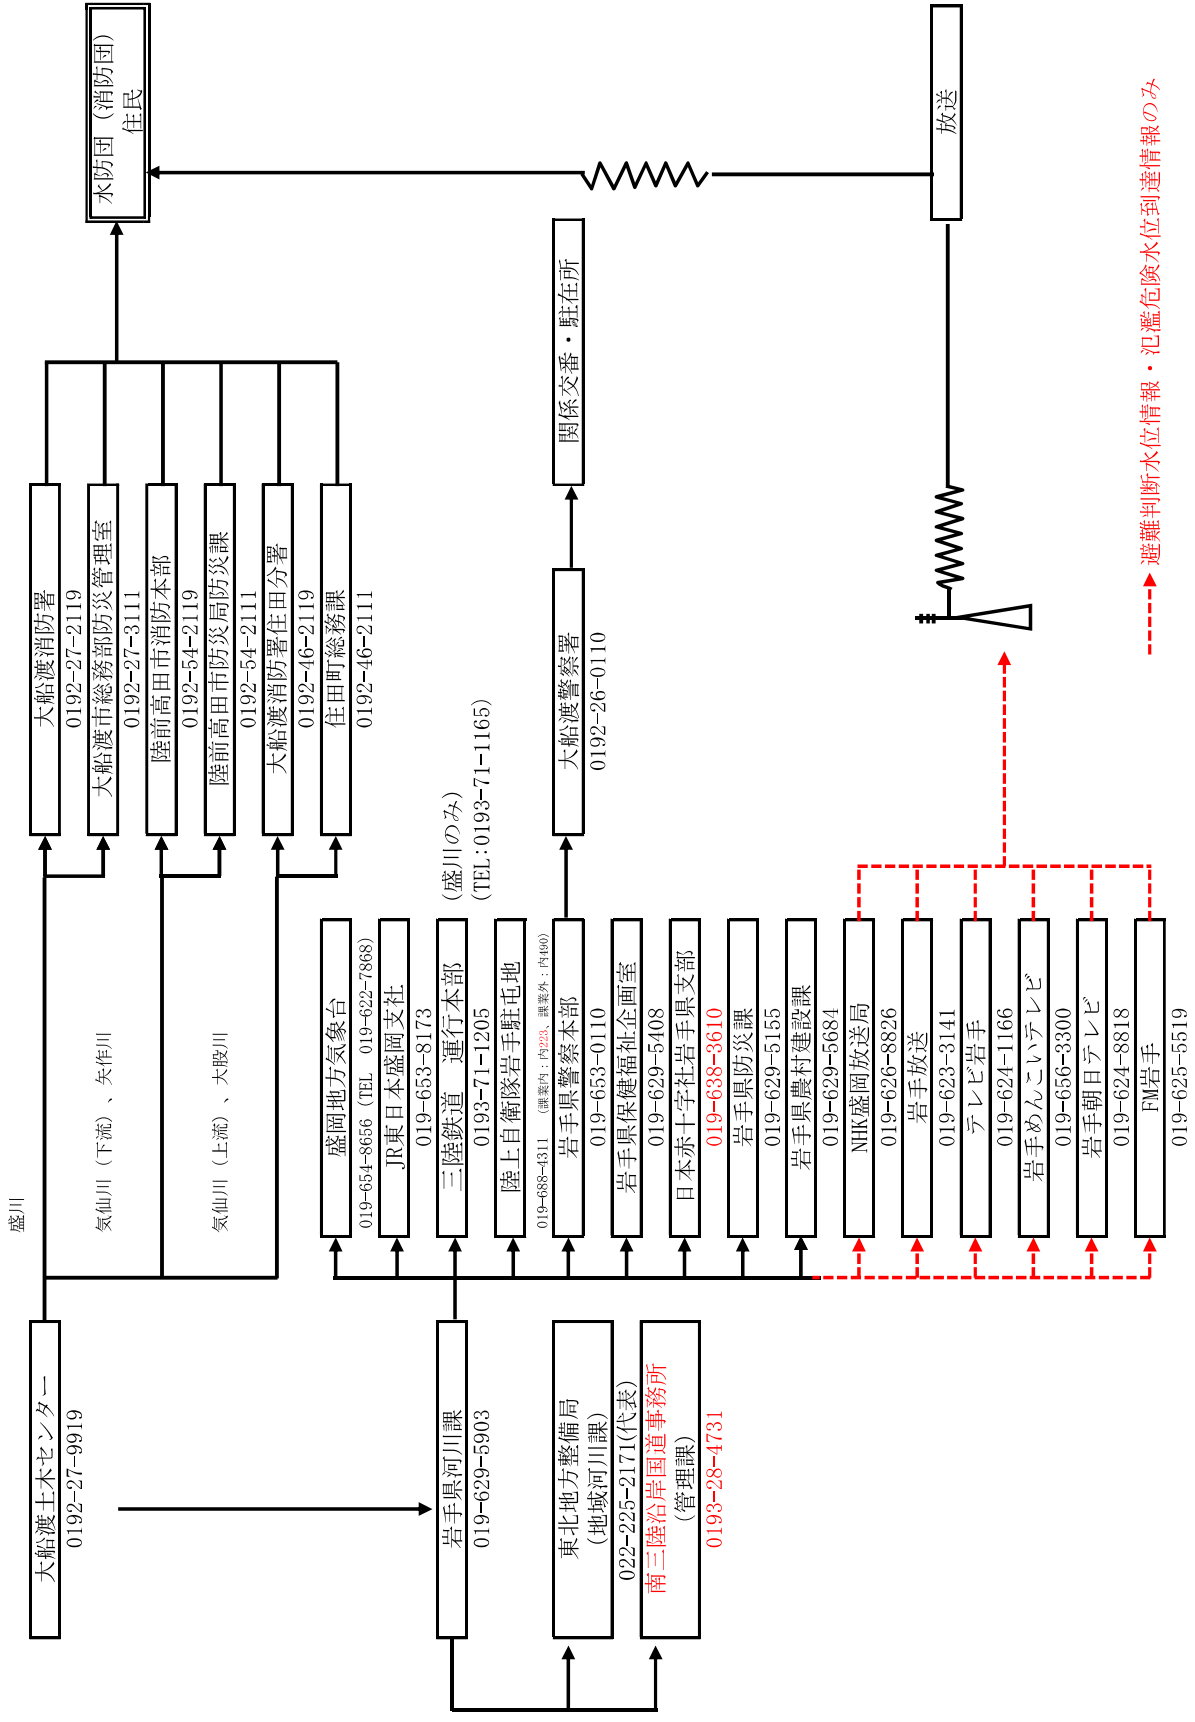 大船渡土木センター
0192-27-9919
盛川
気仙川（下流）、矢作川
気仙川（上流）、大股川
大船渡消防署
0192-27-2119
大船渡市総務部防災管理室
0192-27-3111
陸前高田市消防本部
0192-54-2119
陸前高田市防災局防災課
0192-54-2111
大船渡消防署住田分署
0192-46-2119
住田町総務課
0192-46-2111
水防団（消防団）
住民
岩手県河川課
019-629-5903
東北地方整備局
（地域河川課）
022-225-2171(代表)
南三陸沿岸国道事務所
（管理課）
0193-28-4731
盛岡地方気象台
019-654-8656（TEL 019-622-7868）
JR東日本盛岡支社
019-653-8173
三陸鉄道　運行本部
0193-71-1205
（盛川のみ）
（TEL：0193-71-1165）
陸上自衛隊岩手駐屯地
019-688-4311　（課業内：内223、課業外：内490）
岩手県警察本部
019-653-0110
大船渡警察署
0192-26-0110
関係交番・駐在所
岩手県保健福祉企画室
019-629-5408
日本赤十字社岩手県支部
019-638-3610
岩手県防災課
019-629-5155
岩手県農村建設課
019-629-5684
NHK盛岡放送局
019-626-8826
岩手放送
019-623-3141
テレビ岩手
019-624-1166
岩手めんこいテレビ
019-656-3300
岩手朝日テレビ
019-624-8818
FM岩手
019-625-5519
放送
避難判断水位情報・氾濫危険水位到達情報のみ